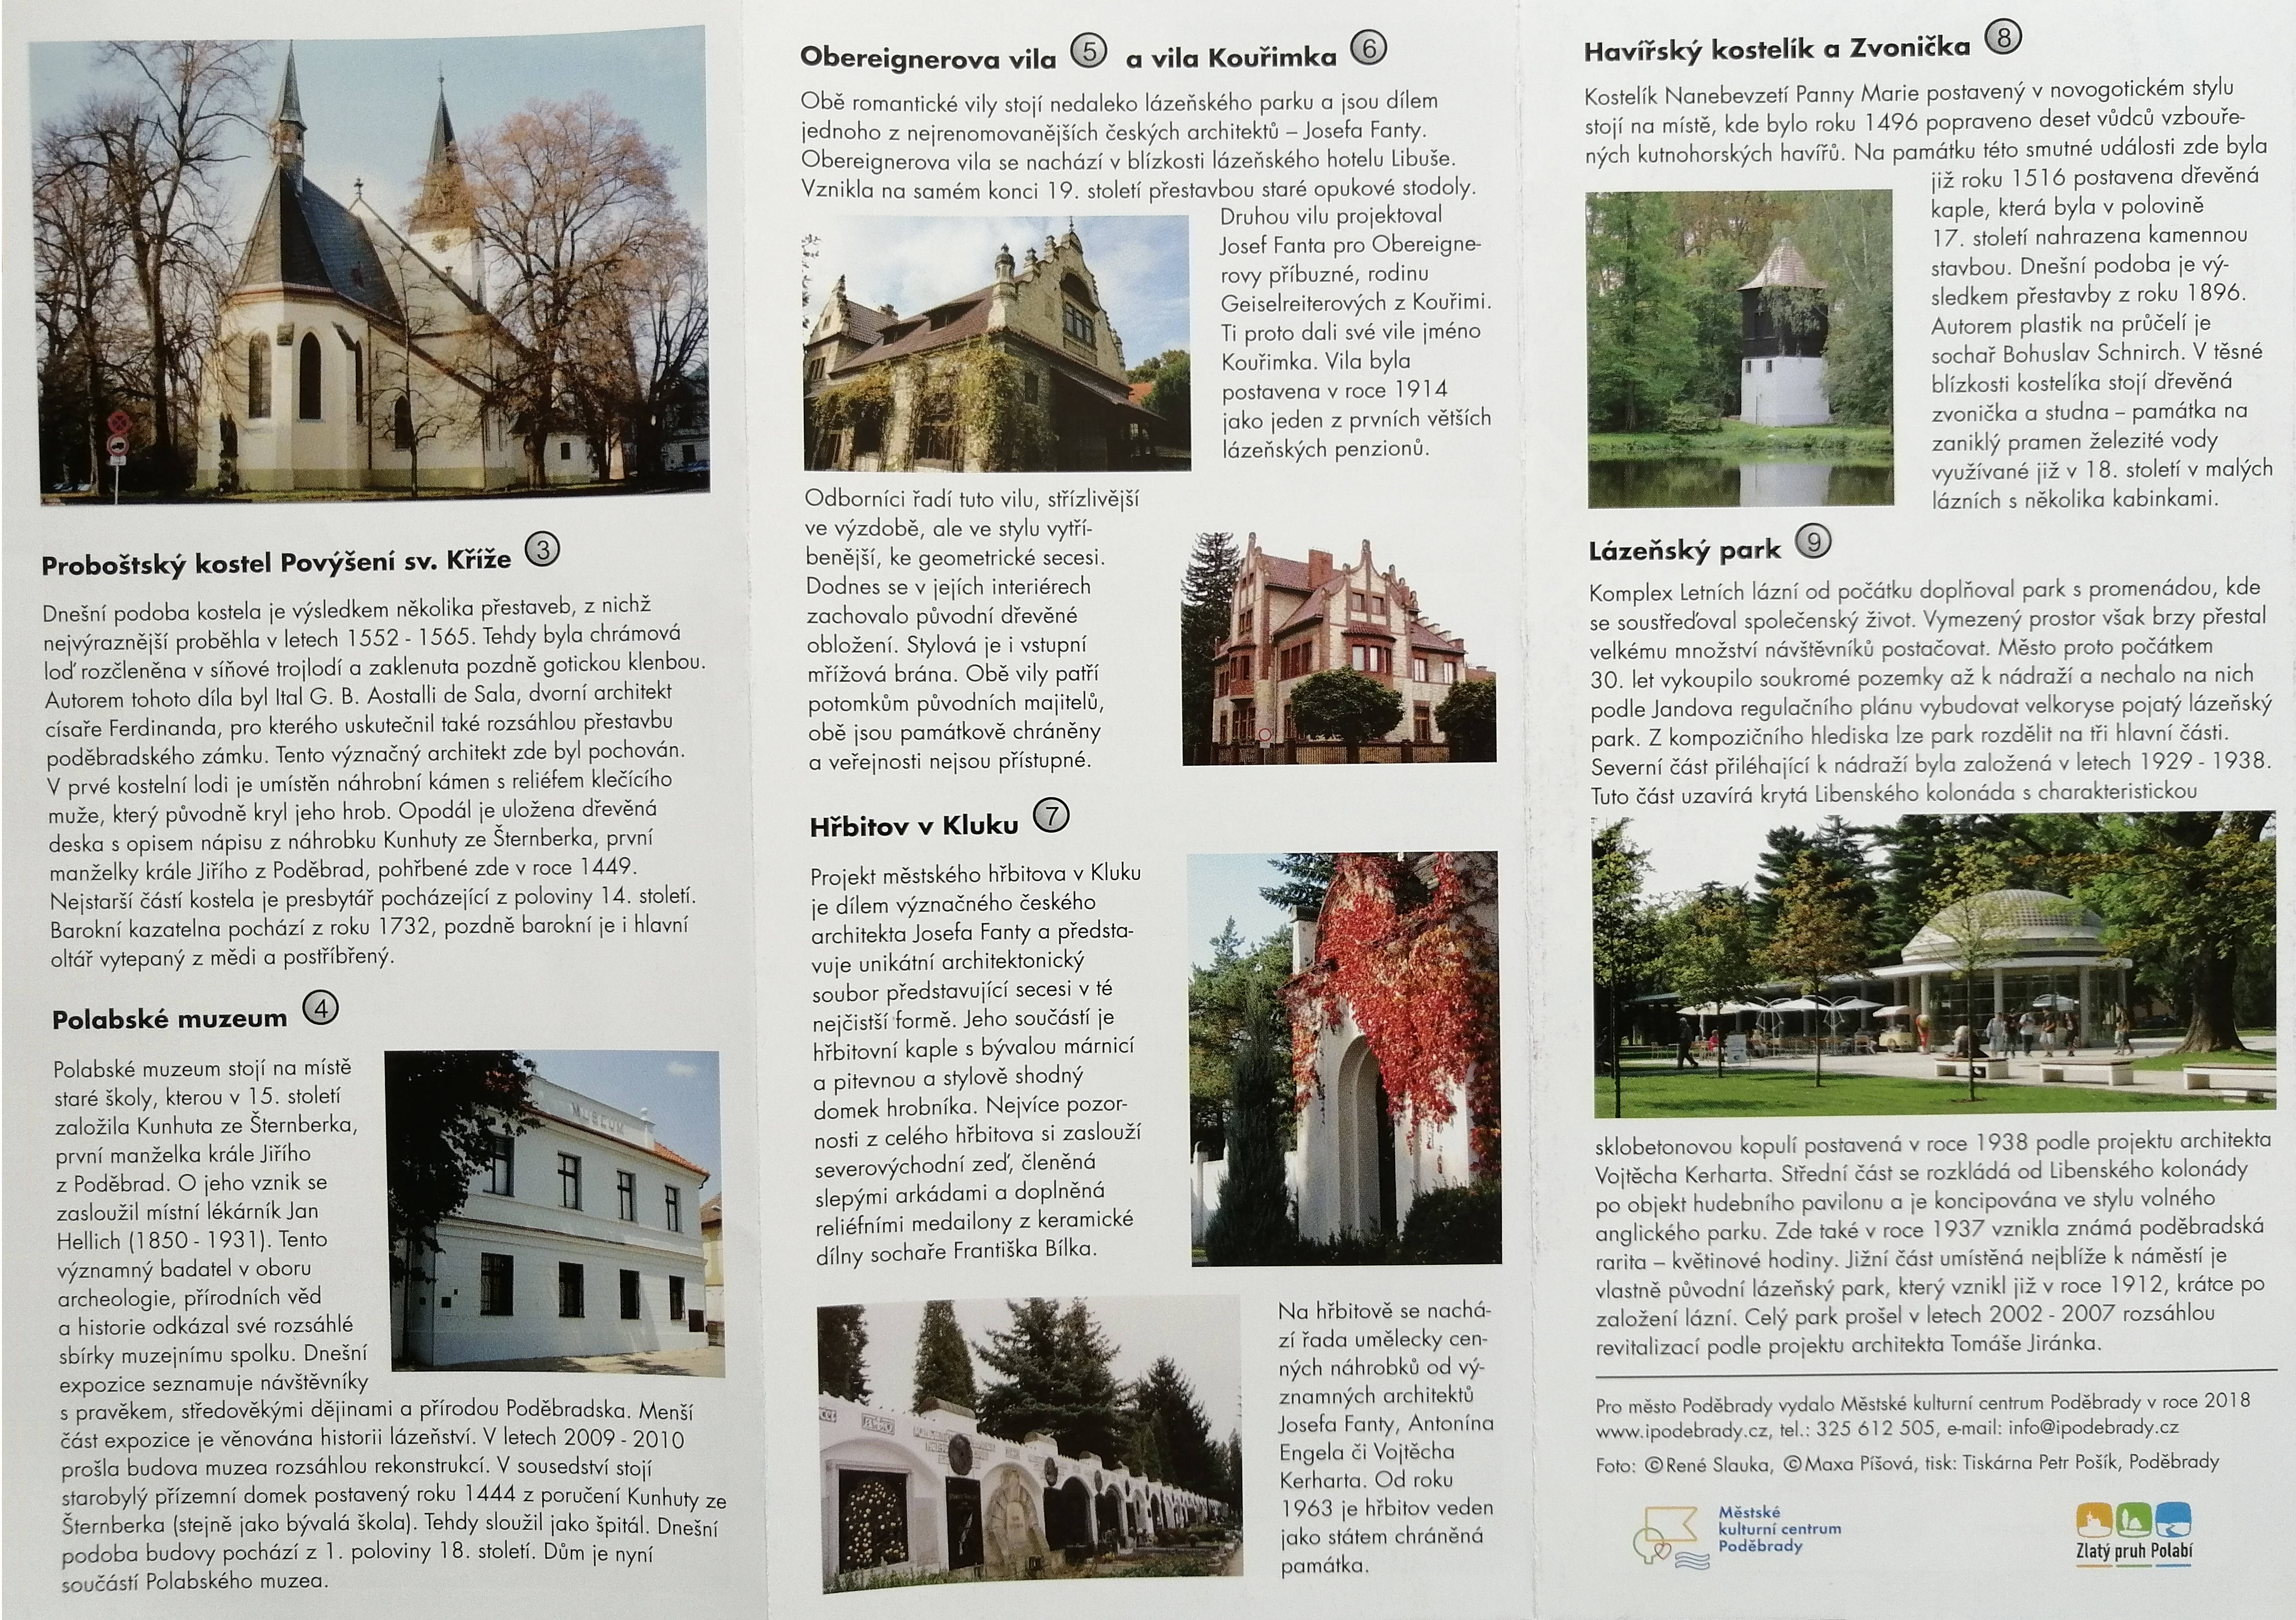 Proboštský kostel Povýšení sv. Kříže 3
Dnešní podoba kostela je výsledkem několika přestaveb, z nichž
nejvýraznější proběhla v letech 1552 - 1565. Tehdy byla chrámová
loď rozčleněna v síňové trojlodí a zaklenuta pozdně gotickou klenbou.
Autorem tohoto díla byl Ital G. B. Aostalli de Sala, dvorní architekt
císaře Ferdinanda, pro kterého uskutečnil také rozsáhlou přestavbu
poděbradského zámku. Tento význačný architekt zde byl pochován.
V prvé kostelní lodi je umístěn náhrobní kámen s reliéfem klečícího
muže, který původně kryl jeho hrob. Opodál je uložena dřevěná
deska s opisem nápisu z náhrobku Kunhuty ze Šternberka, první
manželky krále Jiřího z Poděbrad, pohřbené zde v roce 1449.
Nejstarší částí kostela je presbytář pocházející z poloviny 14. století.
Barokní kazatelna pochází z roku 1732, pozdně barokní je i hlavní
oltář vytepaný z mědi a postříbřený.
Polabské muzeum 4
Polabské muzeum stojí na místě
staré školy, kterou v 15. století
založila Kunhuta ze Šternberka,
první manželka krále Jiřího
z Poděbrad. O jeho vznik se
zasloužil místní lékárník Jan
Hellich (1850 - 1931). Tento
významný badatel v oboru
archeologie, přírodních věd
a historie odkázal své rozsáhlé
sbírky muzejnímu spolku. Dnešní
expozice seznamuje návštěvníky
s pravěkem, středověkými dějinami a přírodou Poděbradska. Menší
část expozice je věnována historii lázeňství. V letech 2009 - 2010
prošla budova muzea rozsáhlou rekonstrukcí. V sousedství stojí
starobylý přízemní domek postavený roku 1444 z poručení Kunhuty ze
Šternberka (stejně jako bývalá škola). Tehdy sloužil jako špitál. Dnešní
podoba budovy pochází z 1. poloviny 18. století. Dům je nyní
součástí Polabského muzea.
MUSEUM
Obereignerova vila 5 a vila Kouřimka 6
Obě romantické vily stojí nedaleko lázeňského parku a jsou dílem
jednoho z nejrenomovanějších českých architektů – Josefa Fanty.
Obereignerova vila se nachází v blízkosti lázeňského hotelu Libuše.
Vznikla na samém konci 19. století přestavbou staré opukové stodoly.
Druhou vilu projektoval
Josef Fanta pro Obereigne-
rovy příbuzné, rodinu
Geiselreiterových z Kouřimi.
Ti proto dali své vile jméno
Kouřimka. Vila byla
postavena v roce 1914
jako jeden z prvních větších
lázeňských penzionů.
Odborníci řadí tuto vilu, střízlivější
ve výzdobě, ale ve stylu vytří-
benější, ke geometrické secesi.
Dodnes se v jejích interiérech
zachovalo původní dřevěné
obložení. Stylová je i vstupní
mřížová brána. Obě vily patří
potomkům původních majitelů,
obě jsou památkově chráněny
a veřejnosti nejsou přístupné.
Hřbitov v Kluku 7
Projekt městského hřbitova v Kluku
je dílem význačného českého
architekta Josefa Fanty a předsta-
vuje unikátní architektonický
soubor představující secesi v té
nejčistší formě. Jeho součástí je
hřbitovní kaple s bývalou márnicí
a pitevnou a stylově shodný
domek hrobníka. Nejvíce pozor-
nosti z celého hřbitova si zaslouží
severovýchodní zeď, členěná
slepými arkádami a doplněná
reliéfními medailony z keramické
dílny sochaře Františka Bílka.
Na hřbitově se nachá-
zí řada umělecky cen-
ných náhrobků od vý-
znamných architektů
Josefa Fanty, Antonína
Engela či Vojtěcha
Kerharta. Od roku
1963 je hřbitov veden
jako státem chráněná
památka.
Havířský kostelík a Zvonička 8
Kostelík Nanebevzetí Panny Marie postavený v novogotickém stylu
stojí na místě, kde bylo roku 1496 popraveno deset vůdců vzbouře-
ných kutnohorských havířů. Na památku této smutné události zde byla
již roku 1516 postavena dřevěná
kaple, která byla v polovině
17. století nahrazena kamennou
stavbou. Dnešní podoba je vý-
sledkem přestavby z roku 1896.
Autorem plastik na průčelí je
sochař Bohuslav Schnirch. V těsné
blízkosti kostelíka stojí dřevěná
zvonička a studna – památka na
zaniklý pramen železité vody
využívané již v 18. století v malých
lázních s několika kabinkami.
Lázeňský park 9
Komplex Letních lázní od počátku doplňoval park s promenádou, kde
se soustřeďoval společenský život. Vymezený prostor však brzy přestal
velkému množství návštěvníků postačovat. Město proto počátkem
30. let vykoupilo soukromé pozemky až k nádraží a nechalo na nich
podle Jandova regulačního plánu vybudovat velkoryse pojatý lázeňský
park. Z kompozičního hlediska lze park rozdělit na tři hlavní části.
Severní část přiléhající k nádraží byla založená v letech 1929 - 1938.
Tuto část uzavírá krytá Libenského kolonáda s charakteristickou
sklobetonovou kopulí postavená v roce 1938 podle projektu architekta
Vojtěcha Kerharta. Střední část se rozkládá od Libenského kolonády
po objekt hudebního pavilonu a je koncipována ve stylu volného
anglického parku. Zde také v roce 1937 vznikla známá poděbradská
rarita – květinové hodiny. Jižní část umístěná nejblíže k náměstí je
vlastně původní lázeňský park, který vznikl již v roce 1912, krátce po
založení lázní. Celý park prošel v letech 2002 - 2007 rozsáhlou
revitalizací podle projektu architekta Tomáše Jiránka.
Pro město Poděbrady vydalo Městské kulturní centrum Poděbrady v roce 2018
www.ipodebrady.cz, tel.: 325 612 505, e-mail: info@ipodebrady.cz
Foto: ©René Slauka, ©Maxa Píšová, tisk: Tiskárna Petr Pošík, Poděbrady
Městské
kulturní centrum
Poděbrady
Zlatý pruh Polabí